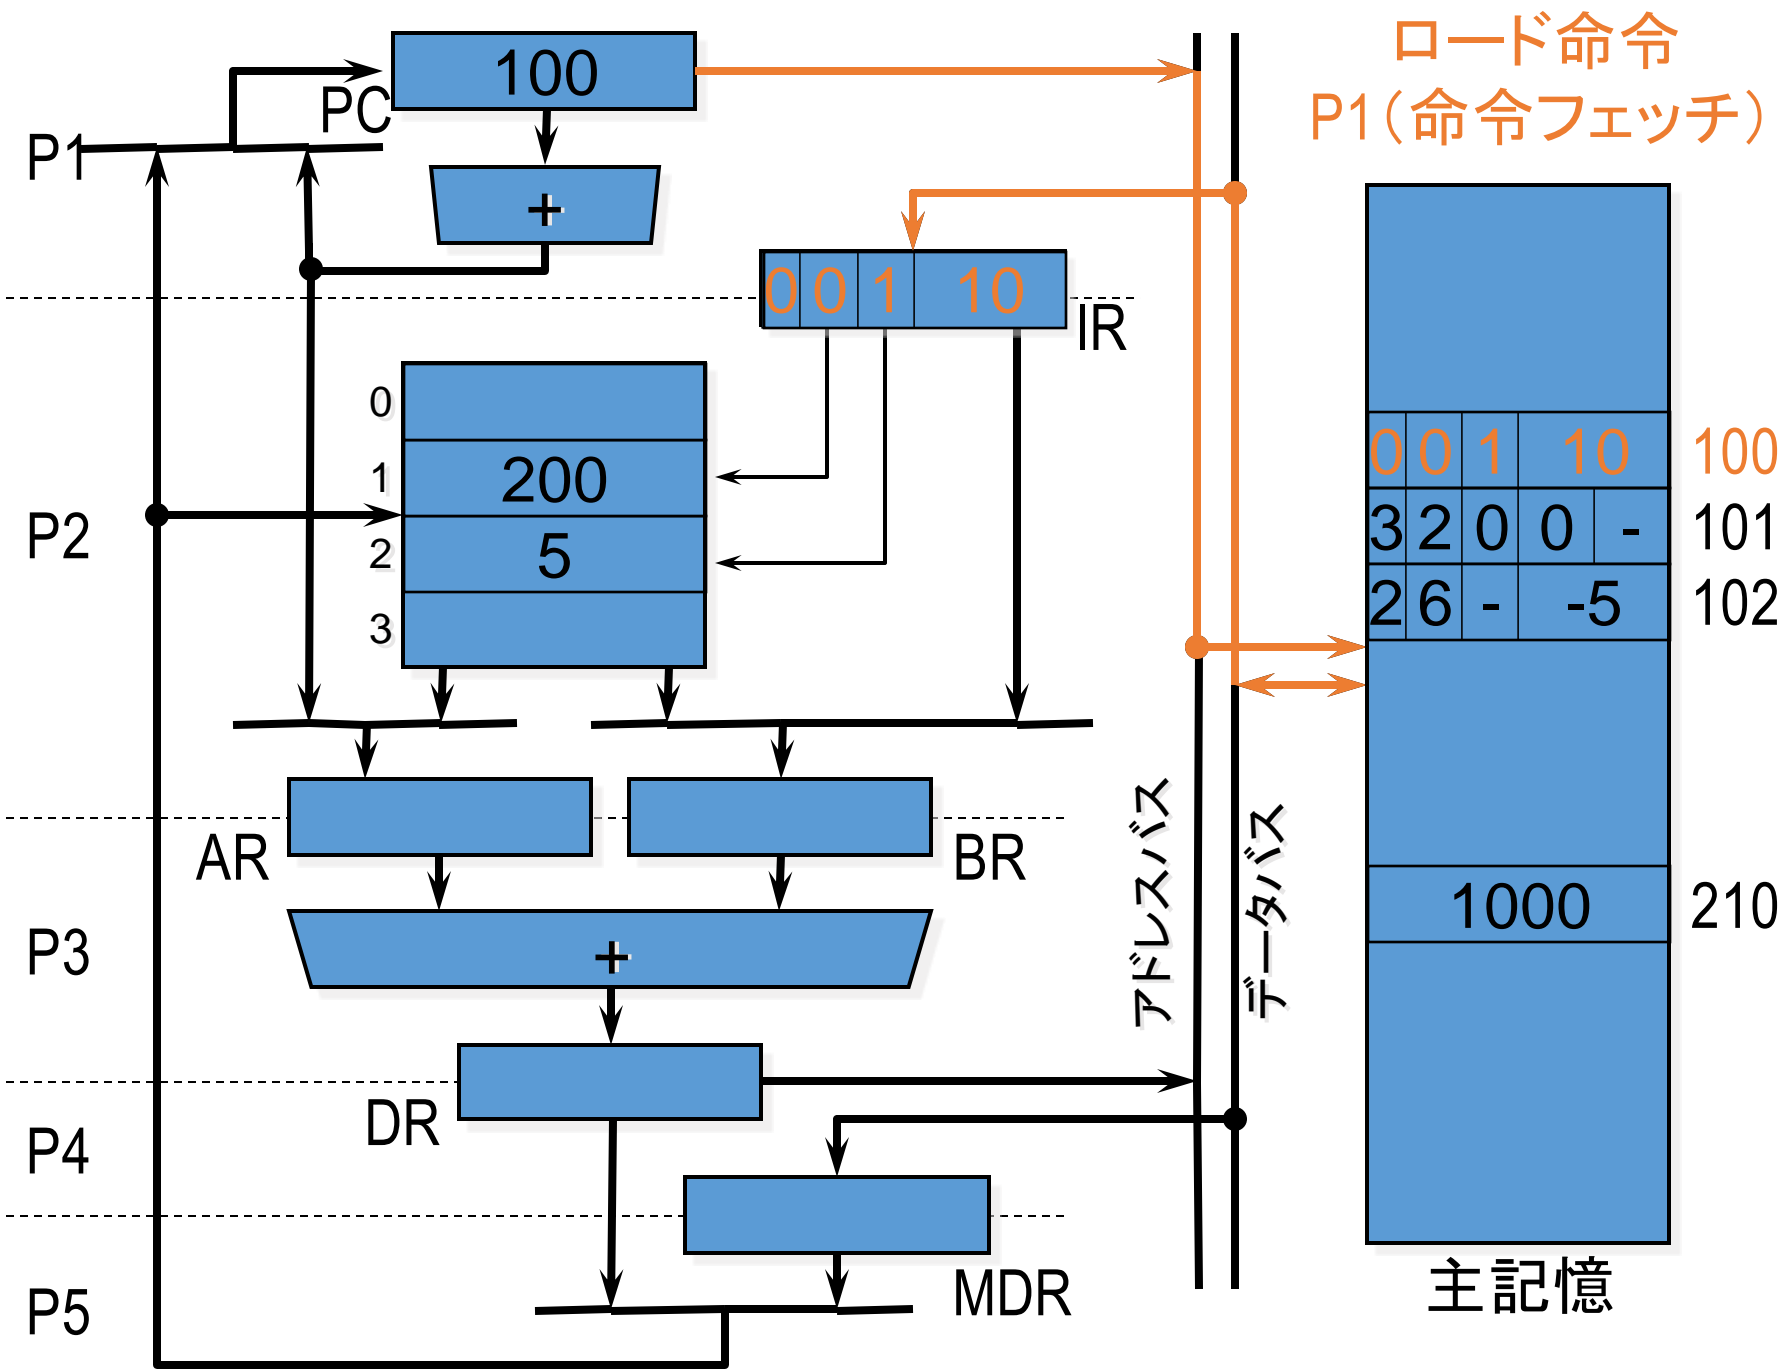 ロード命令
P1（命令フェッチ）
100
PC
P1
+
0 0 1 10
IR
0
1 200
2 5
3
P2
0 0 1 10 100
3 2 0 0 - 101
2 6 - -5 102
AR
BR
アドレスバス
データバス
1000 210
P3
+
DR
P4
MDR
P5
主記憶